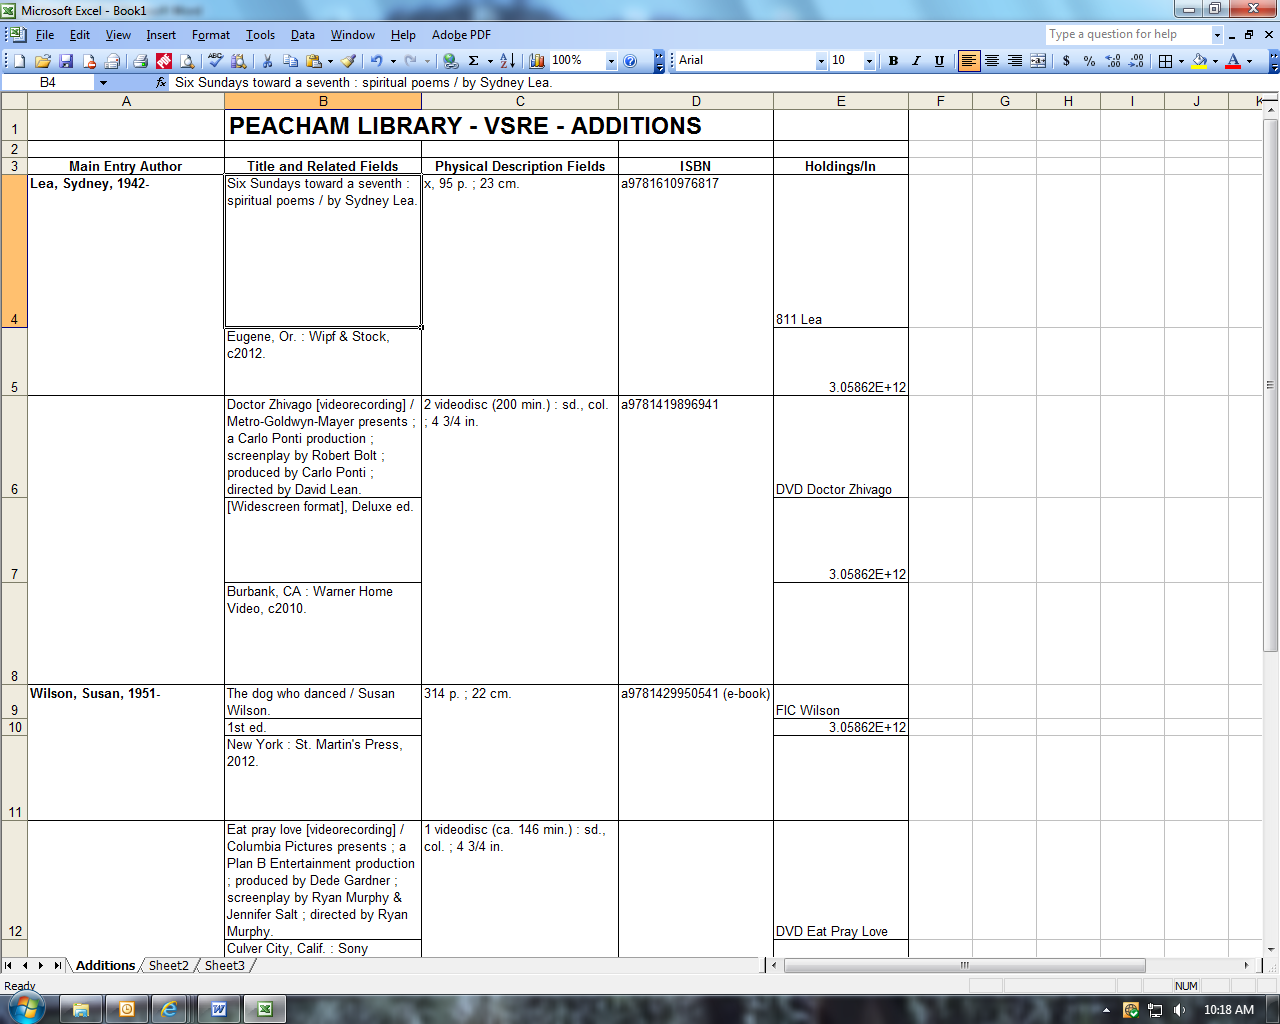 Microsoft Excel - Book1
File Edit View Insert Format Tools Data Window Help Adobe PDF
Type a question for help
100%
Arial
10
B I U
$ %
B4
fx Six Sundays toward a seventh : spiritual poems / by Sydney Lea.
A B C D E F G H I J K
1 PEACHAM LIBRARY - VSRE - ADDITIONS
2
3 Main Entry Author Title and Related Fields Physical Description Fields ISBN Holdings/In
Lea, Sydney, 1942- Six Sundays toward a seventh : x, 95 p. ; 23 cm. a9781610976817
spiritual poems / by Sydney Lea.
4 811 Lea
Eugene, Or. : Wipf & Stock,
c2012.
5 3.05862E+12
Doctor Zhivago [videorecording] / 2 videodisc (200 min.) : sd., col. a9781419896941
Metro-Goldwyn-Mayer presents ; ; 4 3/4 in.
a Carlo Ponti production ;
screenplay by Robert Bolt ;
produced by Carlo Ponti ;
6 directed by David Lean. DVD Doctor Zhivago
[Widescreen format], Deluxe ed.
7 3.05862E+12
Burbank, CA : Warner Home
Video, c2010.
8
Wilson, Susan, 1951- The dog who danced / Susan 314 p. ; 22 cm. a9781429950541 (e-book)
9 Wilson. FIC Wilson
10 1st ed. 3.05862E+12
New York : St. Martin's Press,
2012.
11
Eat pray love [videorecording] / 1 videodisc (ca. 146 min.) : sd.,
Columbia Pictures presents ; a col. ; 4 3/4 in.
Plan B Entertainment production
; produced by Dede Gardner ;
screenplay by Ryan Murphy &
Jennifer Salt ; directed by Ryan
12 Murphy. DVD Eat Pray Love
Culver City, Calif. : Sony
Additions Sheet2 Sheet3
Ready
NUM
10:18 AM